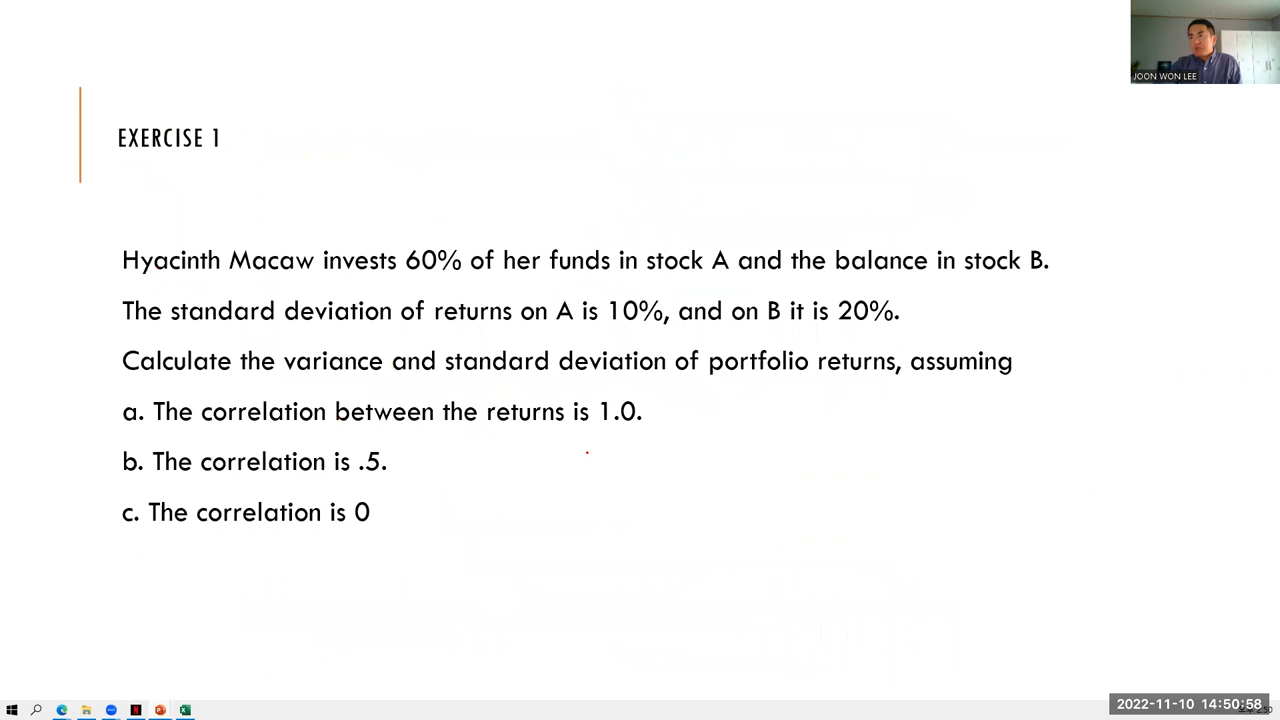 JOON WON LEE
EXERCISE 1
Hyacinth Macaw invests 60% of her funds in stock A and the balance in stock B.
The standard deviation of returns on A is 10%, and on B it is 20%.
Calculate the variance and standard deviation of portfolio returns, assuming
a. The correlation between the returns is 1.0.
b. The correlation is .5.
c. The correlation is 0
2022-11-10 14:50:58